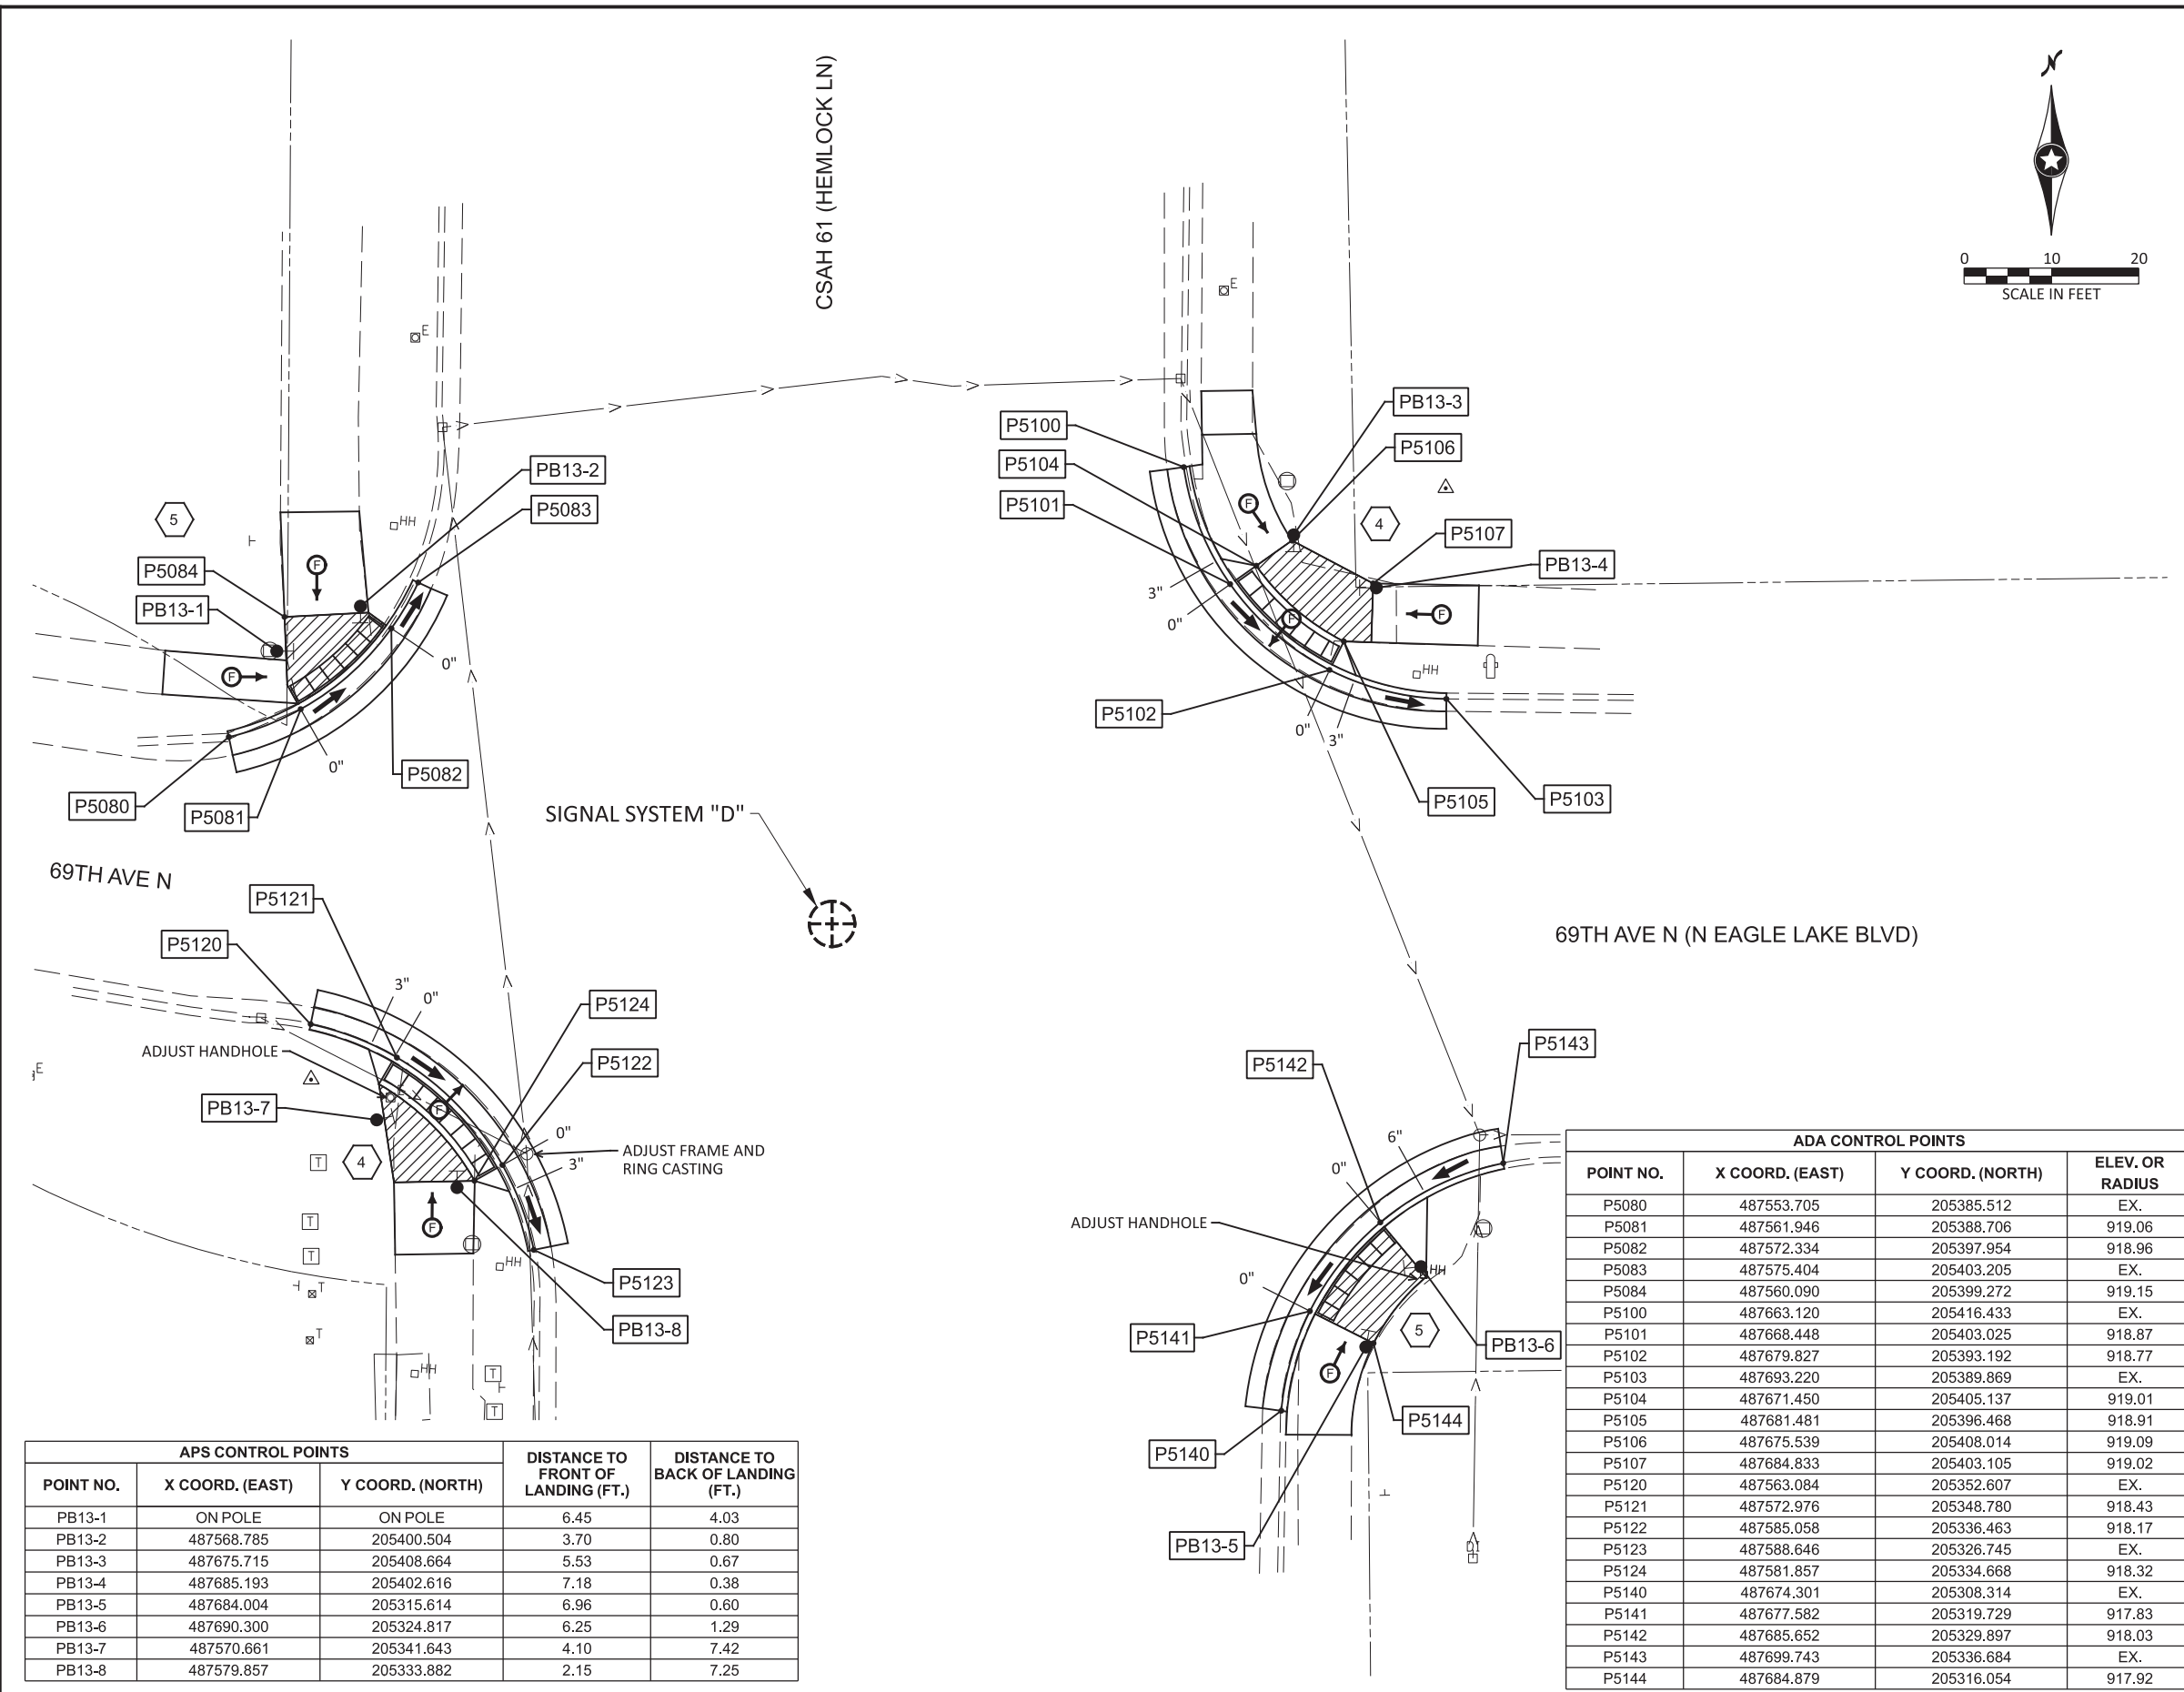 CSAH 61 (HEMLOCK LN)
N
0 10 20
SCALE IN FEET
E
E
PB13-3
P5100
P5106
P5104
PB13-2
P5101
F
P5083
5
HH
4
P5107
P5084
F
PB13-4
3"
PB13-1
F
0"
F
0"
F
HH
P5102
0"
3"
0"
P5082
P5080
P5081
P5105
P5103
SIGNAL SYSTEM "D"
69TH AVE N
P5121
P5120
69TH AVE N (N EAGLE LAKE BLVD)
3"
0"
P5124
ADJUST HANDHOLE
P5143
E
P5142
P5122
PB13-7
F
0"
ADJUST FRAME AND
RING CASTING
6"
0"
T
4
3"
T
F
ADJUST HANDHOLE
T
HH
HH
P5123
0"
T
PB13-8
P5141
5
PB13-6
T
F
HH
T
T
P5144
P5140
PB13-5
APS CONTROL POINTS
POINT NO. X COORD. (EAST) Y COORD. (NORTH) DISTANCE TO FRONT OF LANDING (FT.) DISTANCE TO BACK OF LANDING (FT.)
PB13-1 ON POLE ON POLE 6.45 4.03
PB13-2 487568.785 205400.504 3.70 0.80
PB13-3 487675.715 205408.664 5.53 0.67
PB13-4 487685.193 205402.616 7.18 0.38
PB13-5 487684.004 205315.614 6.96 0.60
PB13-6 487690.300 205324.817 6.25 1.29
PB13-7 487570.661 205341.643 4.10 7.42
PB13-8 487579.857 205333.882 2.15 7.25
ADA CONTROL POINTS
POINT NO. X COORD. (EAST) Y COORD. (NORTH) ELEV. OR RADIUS
P5080 487553.705 205385.512 EX.
P5081 487561.946 205388.706 919.06
P5082 487572.334 205397.954 918.96
P5083 487575.404 205403.205 EX.
P5084 487560.090 205399.272 919.15
P5100 487663.120 205416.433 EX.
P5101 487668.448 205403.025 918.87
P5102 487679.827 205393.192 918.77
P5103 487693.220 205389.869 EX.
P5104 487671.450 205405.137 919.01
P5105 487681.481 205396.468 918.91
P5106 487675.539 205408.014 919.09
P5107 487684.833 205403.105 919.02
P5120 487563.084 205352.607 EX.
P5121 487572.976 205348.780 918.43
P5122 487585.058 205336.463 918.17
P5123 487588.646 205326.745 EX.
P5124 487581.857 205334.668 918.32
P5140 487674.301 205308.314 EX.
P5141 487677.582 205319.729 917.83
P5142 487685.652 205329.897 918.03
P5143 487699.743 205336.684 EX.
P5144 487684.879 205316.054 917.92